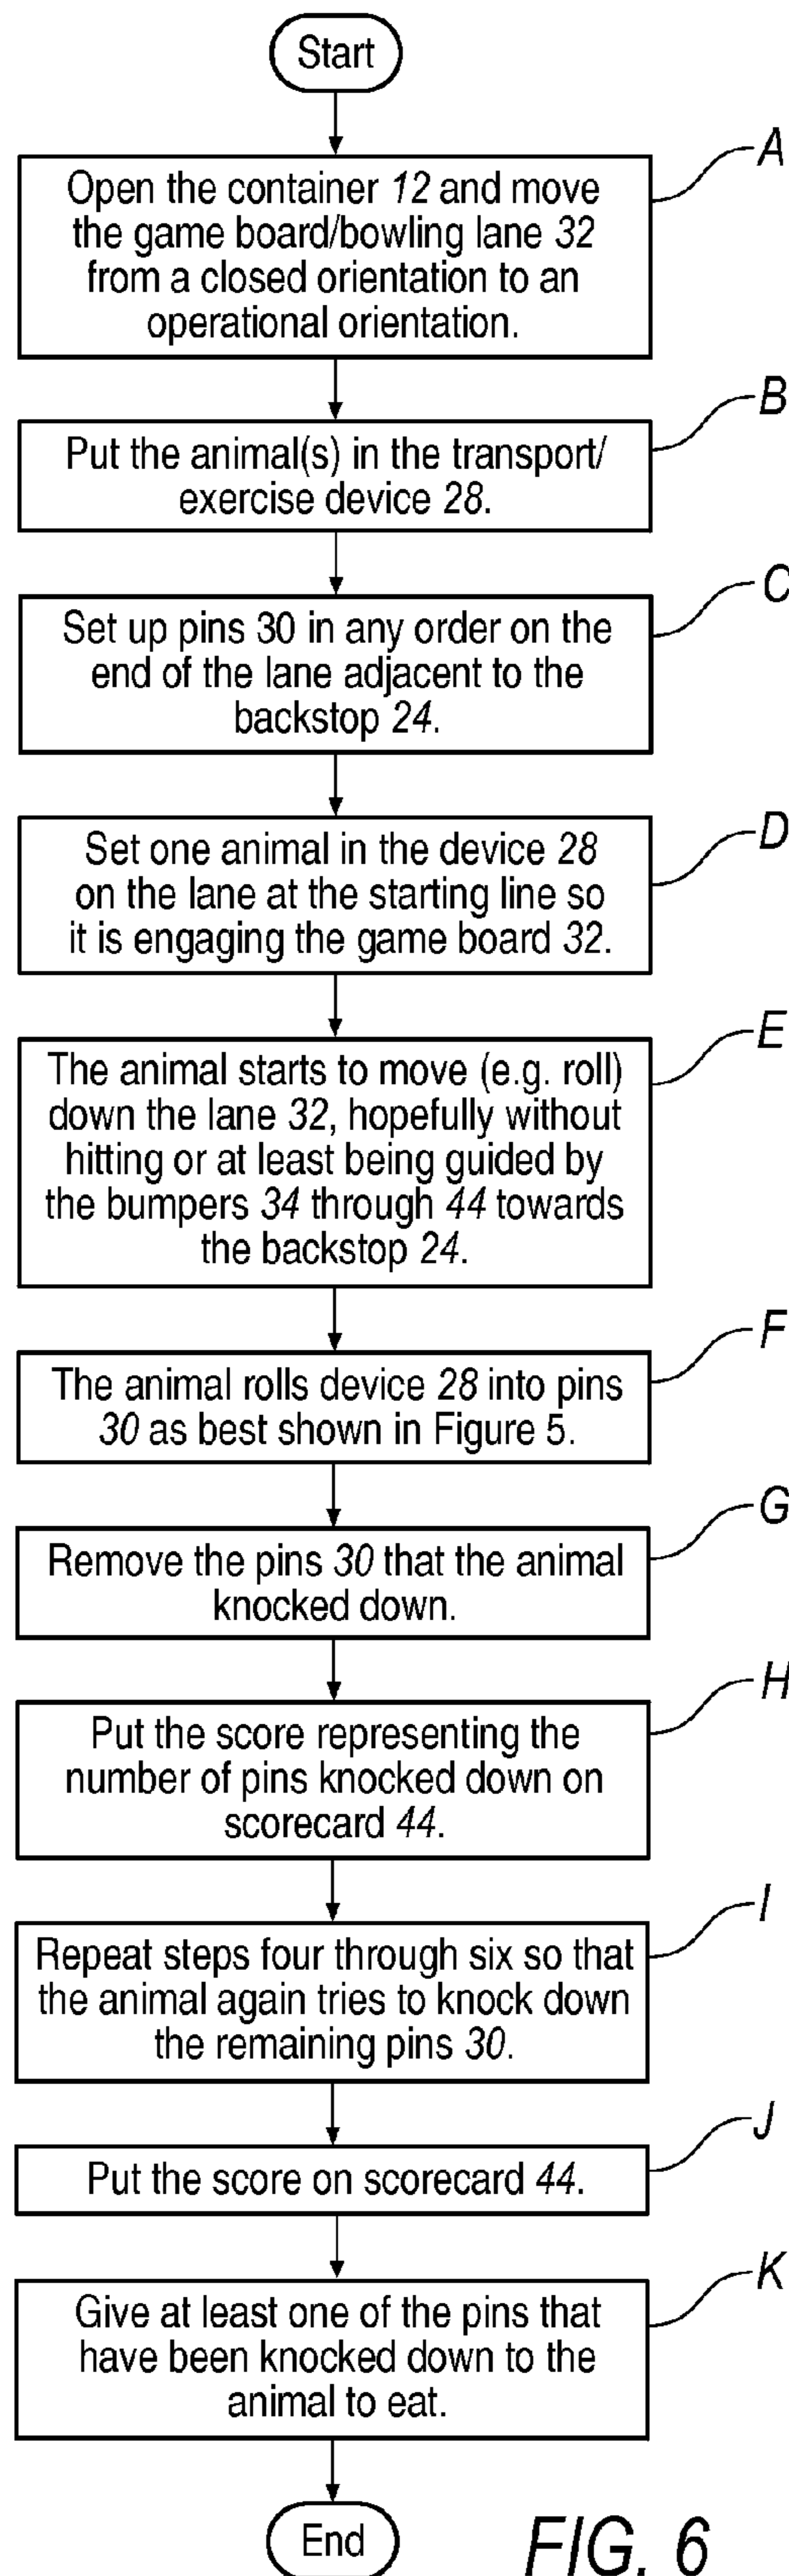 Start
A
Open the container 12 and move
the game board/bowling lane 32
from a closed orientation to an
operational orientation.
B
Put the animal(s) in the transport/
exercise device 28.
C
Set up pins 30 in any order on the
end of the lane adjacent to the
backstop 24.
D
Set one animal in the device 28
on the lane at the starting line so
it is engaging the game board 32.
E
The animal starts to move (e.g. roll)
down the lane 32, hopefully without
hitting or at least being guided by
the bumpers 34 through 44 towards
the backstop 24.
F
The animal rolls device 28 into pins
30 as best shown in Figure 5.
G
Remove the pins 30 that the animal
knocked down.
H
Put the score representing the
number of pins knocked down on
scorecard 44.
I
Repeat steps four through six so that
the animal again tries to knock down
the remaining pins 30.
J
Put the score on scorecard 44.
K
Give at least one of the pins that
have been knocked down to the
animal to eat.
End
FIG. 6